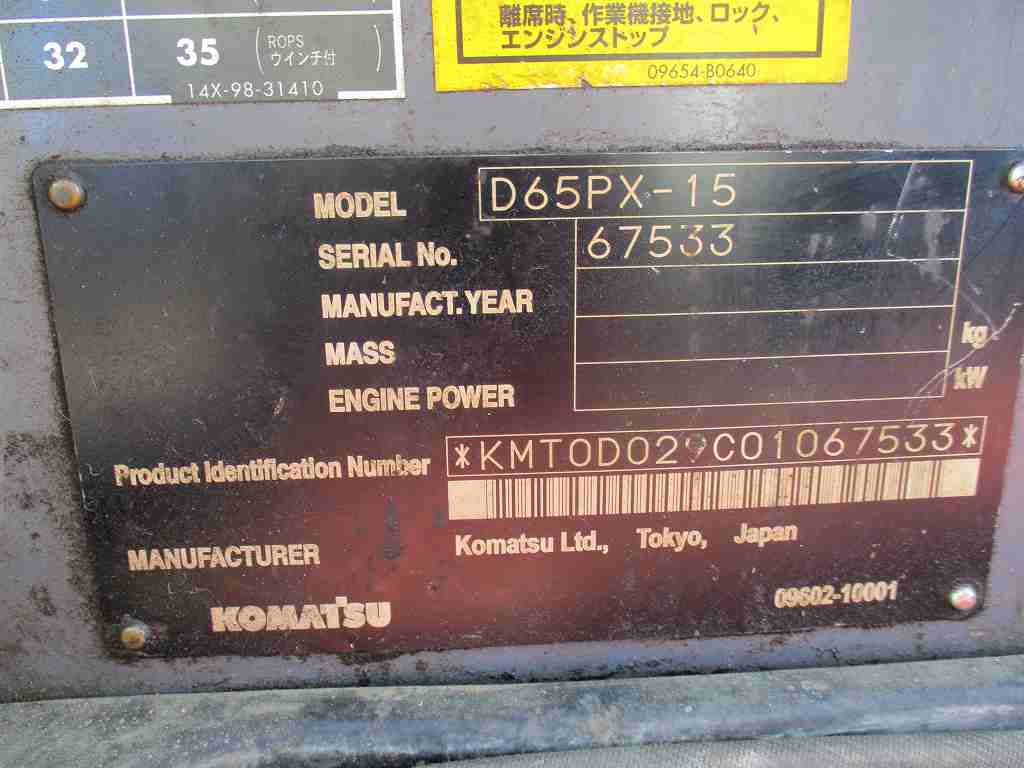 32 35 (ROPS ウインチ付)
14X-98-31410
離席時、作業機接地、ロック、
エンジンストップ
09654-B0640
MODEL D65PX-15
SERIAL No. 67533
MANUFACT. YEAR
MASS kg
ENGINE POWER kW
Product Identification Number *KMT0D029C01067533*
MANUFACTURER Komatsu Ltd., Tokyo, Japan
KOMATSU 09602-10001